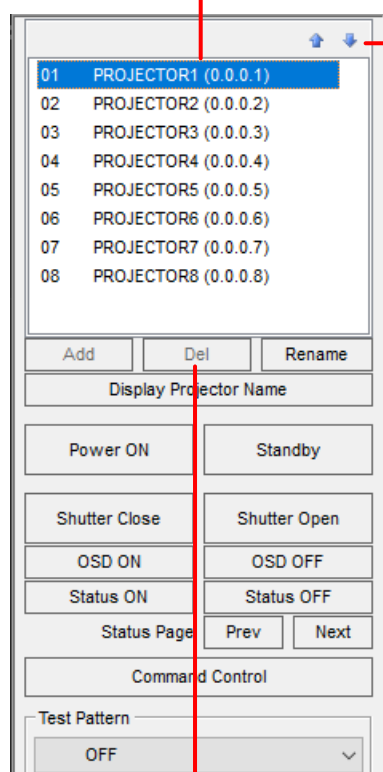 01 PROJECTOR1 (0.0.0.1)
02 PROJECTOR2 (0.0.0.2)
03 PROJECTOR3 (0.0.0.3)
04 PROJECTOR4 (0.0.0.4)
05 PROJECTOR5 (0.0.0.5)
06 PROJECTOR6 (0.0.0.6)
07 PROJECTOR7 (0.0.0.7)
08 PROJECTOR8 (0.0.0.8)
Add Del Rename
Display Projector Name
Power ON Standby
Shutter Close Shutter Open
OSD ON OSD OFF
Status ON Status OFF
Status Page Prev Next
Command Control
Test Pattern
OFF